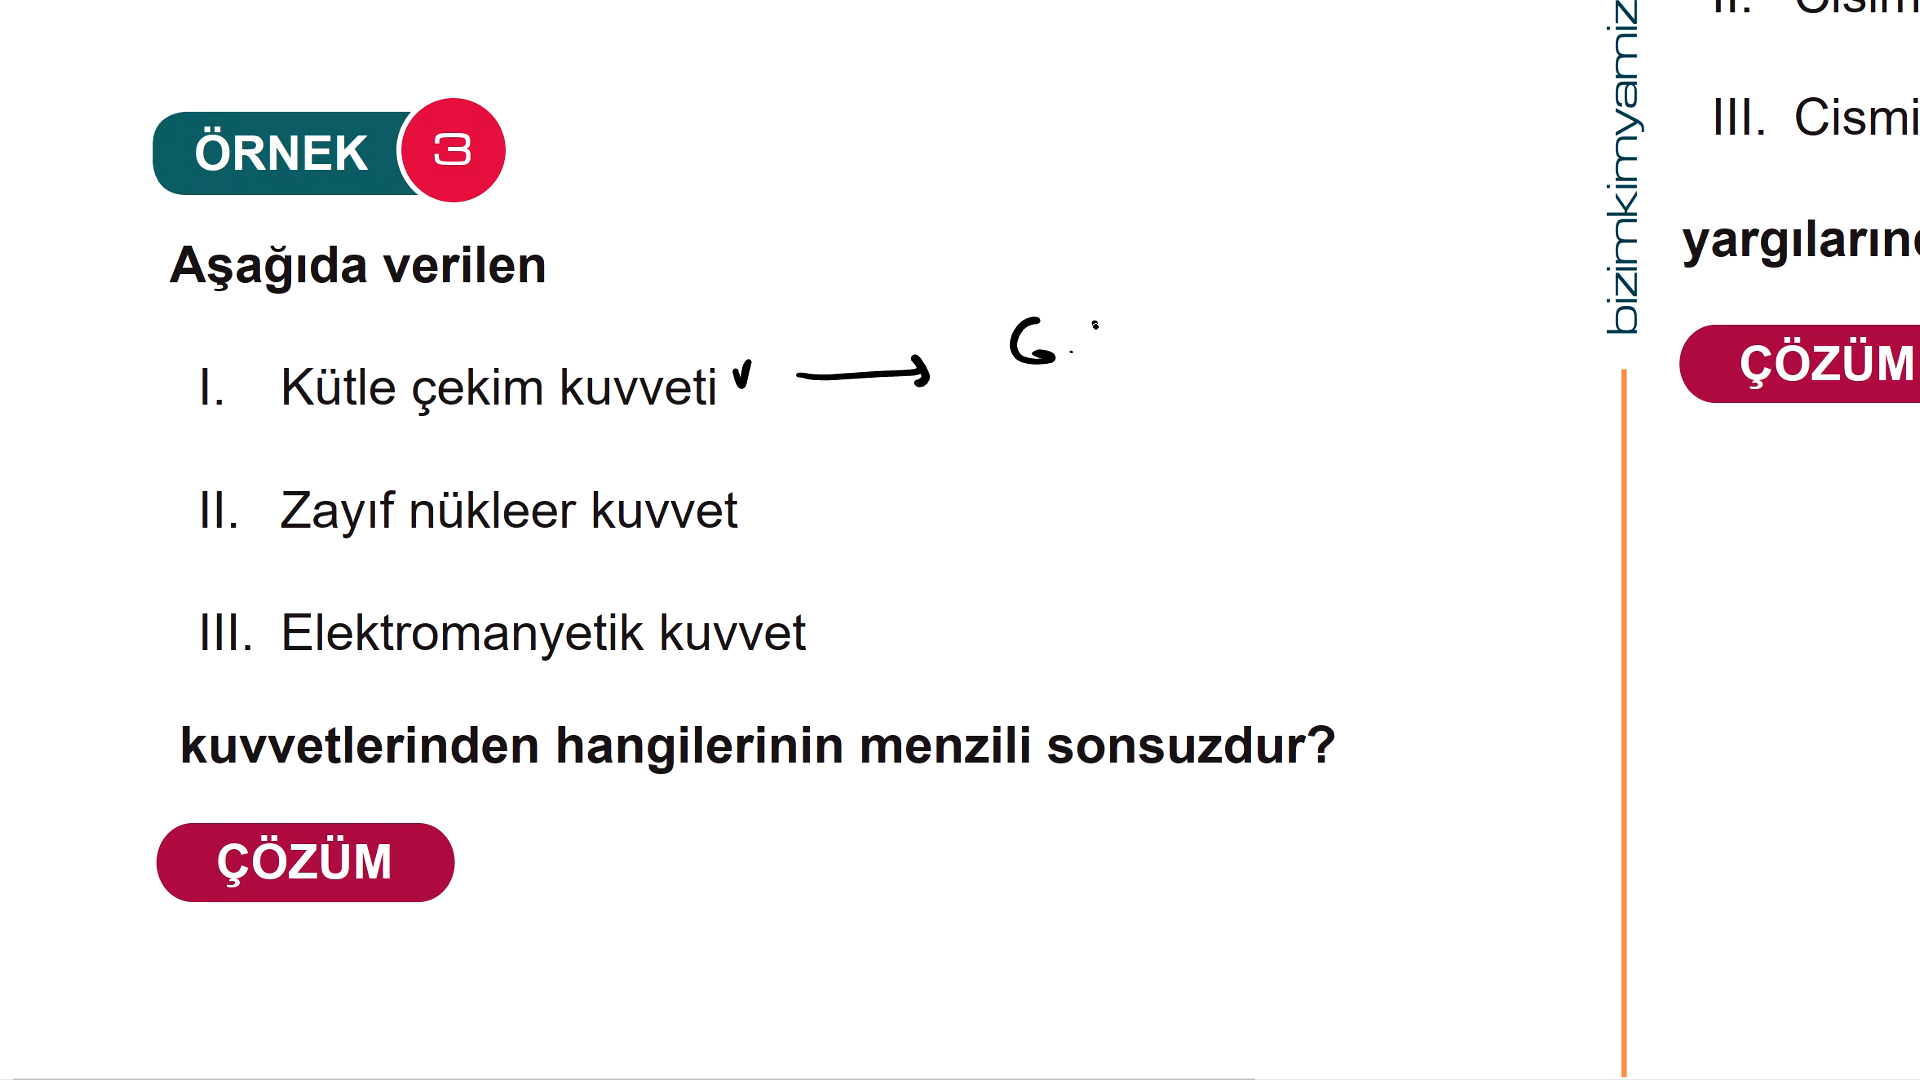 ÖRNEK 3
Aşağıda verilen
I. Kütle çekim kuvveti ✓ → G.
II. Zayıf nükleer kuvvet
III. Elektromanyetik kuvvet
kuvvetlerinden hangilerinin menzili sonsuzdur?
ÇÖZÜM
bizimkimyamiz
III. Cismi
ÇÖZÜM